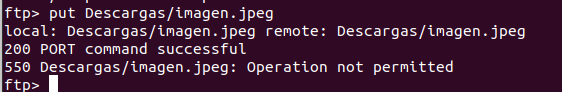 ftp> put Descargas/imagen.jpeg
local: Descargas/imagen.jpeg remote: Descargas/imagen.jpeg
200 PORT command successful
550 Descargas/imagen.jpeg: Operation not permitted
ftp>